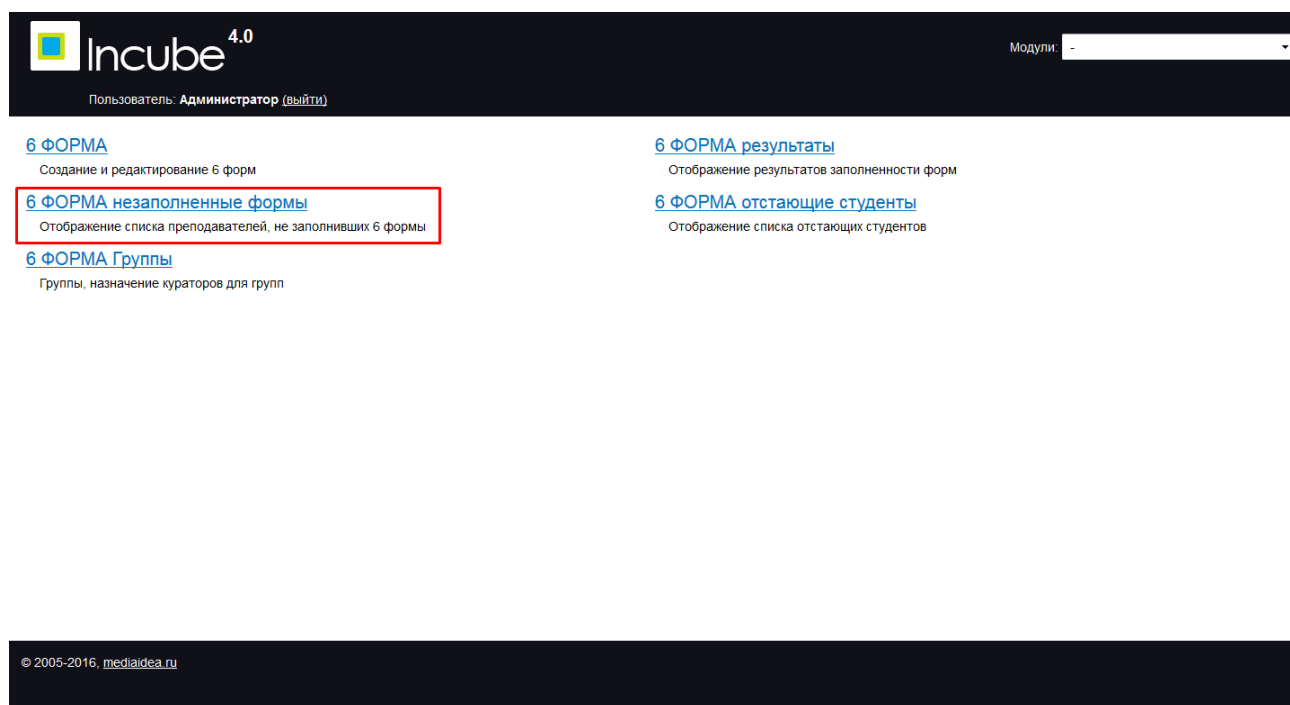 Incube 4.0
Модули: -
Пользователь: Администратор (выйти)
6 ФОРМА
Создание и редактирование 6 форм
6 ФОРМА незаполненные формы
Отображение списка преподавателей, не заполнивших 6 формы
6 ФОРМА Группы
Группы, назначение кураторов для групп
6 ФОРМА результаты
Отображение результатов заполненности форм
6 ФОРМА отстающие студенты
Отображение списка отстающих студентов
© 2005-2016, mediaidea.ru